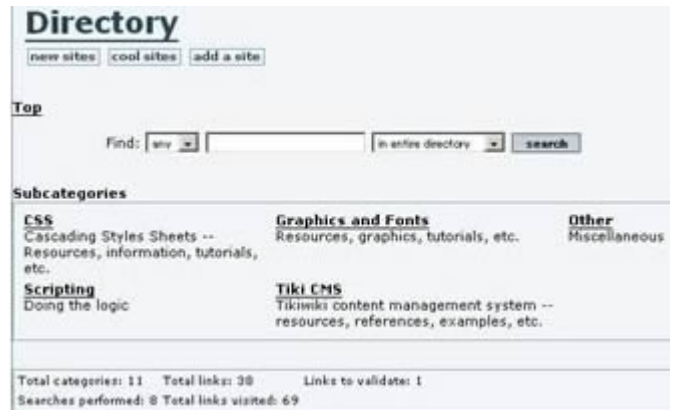 Directory
new sites cool sites add a site
Top
Find: any in entire directory search
Subcategories
CSS Graphics and Fonts Other
Cascading Styles Sheets -- Resources, graphics, tutorials, etc. Miscellaneous
Resources, information, tutorials,
etc.
Scripting Tiki CMS
Doing the logic Tikiwiki content management system --
resources, references, examples, etc.
Total categories: 11 Total links: 38 Links to validate: 1
Searches performed: 8 Total links visited: 69